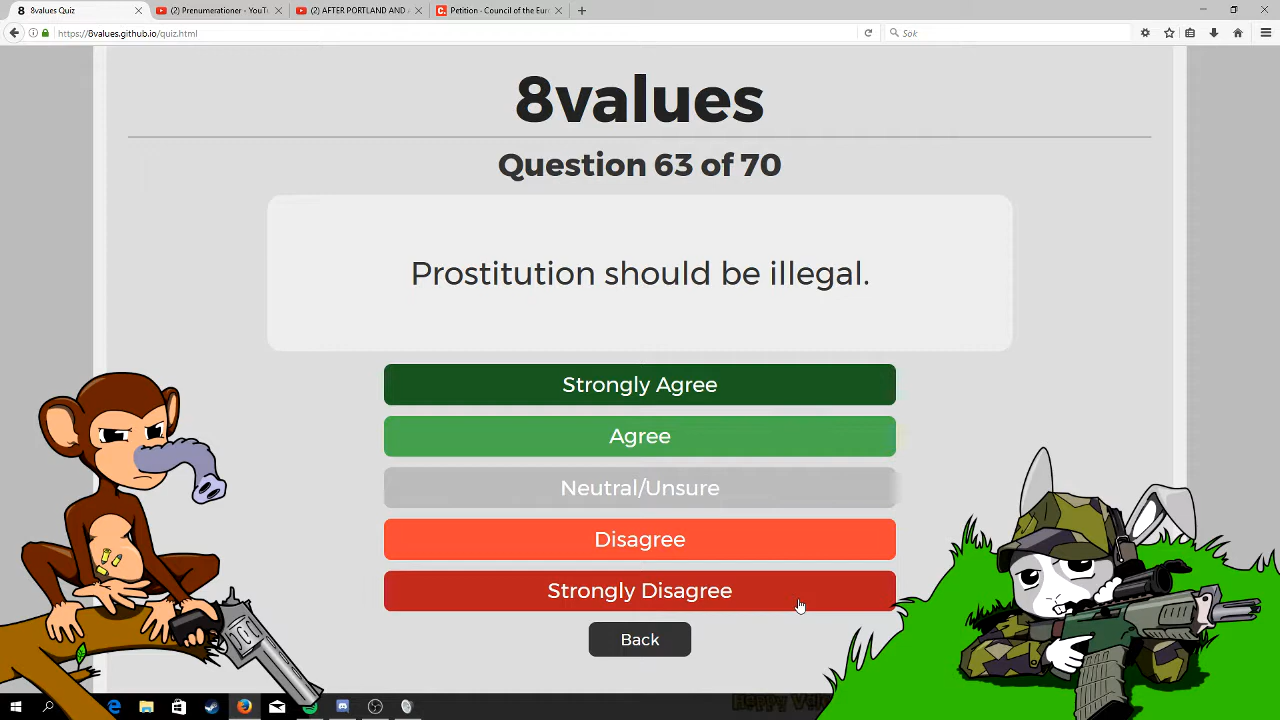 8 8values Quiz
(2) Prenumerationer - YouTu
(2) AFTER PORTLAND AND
Petition - Council of the Eur
https://8values.github.io/quiz.html
Sok
8values
Question 63 of 70
Prostitution should be illegal.
Strongly Agree
Agree
Neutral/Unsure
Disagree
Strongly Disagree
Back